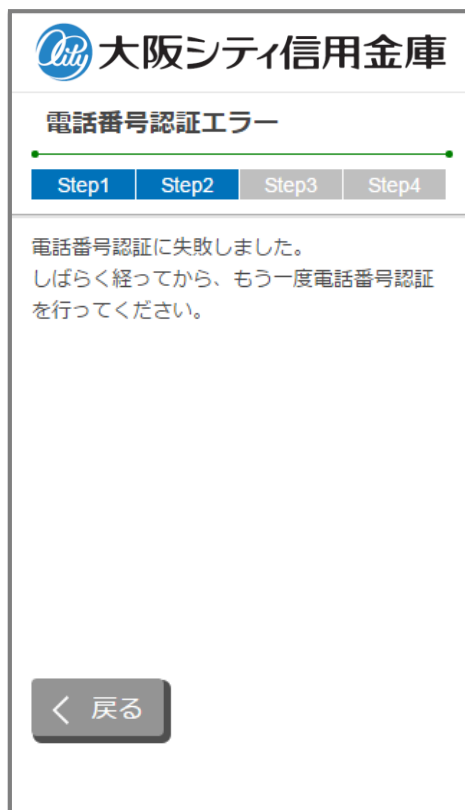 City 大阪シティ信用金庫
電話番号認証エラー
Step1 Step2 Step3 Step4
電話番号認証に失敗しました。
しばらく経ってから、もう一度電話番号認証
を行ってください。
戻る